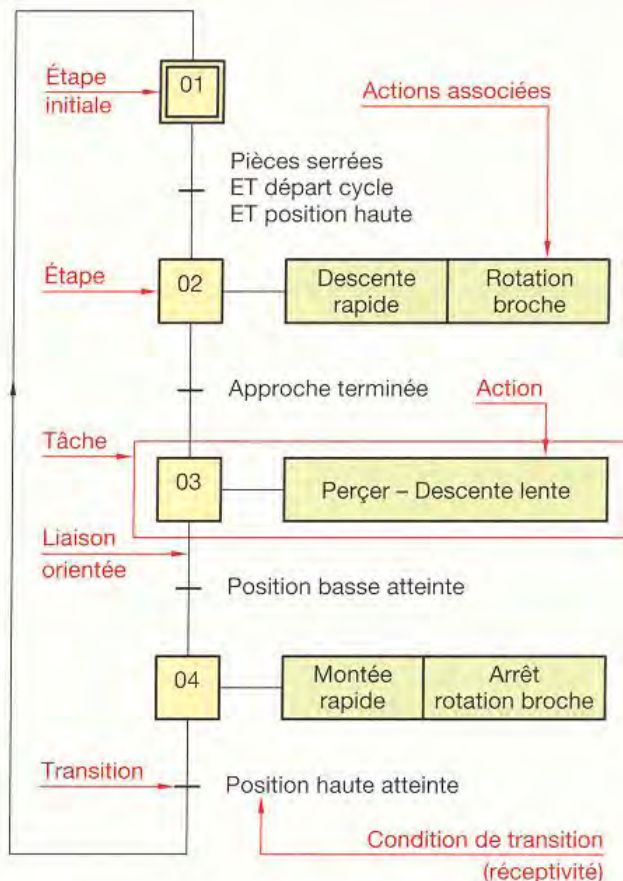 Étape
initiale
01
Actions associées
Pièces serrées
ET départ cycle
ET position haute
Étape
02
Descente
rapide
Rotation
broche
Approche terminée
Action
Tâche
03
Perçer – Descente lente
Liaison
orientée
Position basse atteinte
04
Montée
rapide
Arrêt
rotation broche
Transition
Position haute atteinte
Condition de transition
(réceptivité)